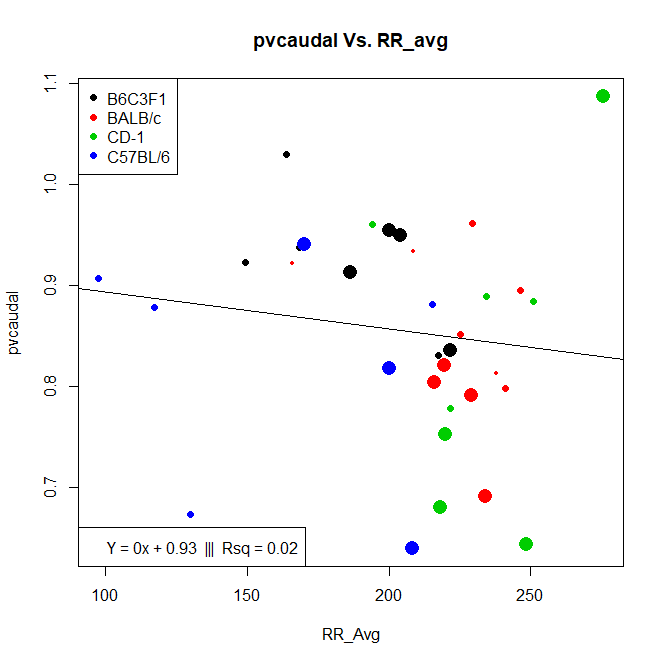 pvcaudal Vs. RR_avg
B6C3F1
BALB/c
CD-1
C57BL/6
1.1
1.0
0.9
0.8
0.7
pvcaudal
Y = 0x + 0.93 ||| Rsq = 0.02
100 150 200 250
RR_Avg